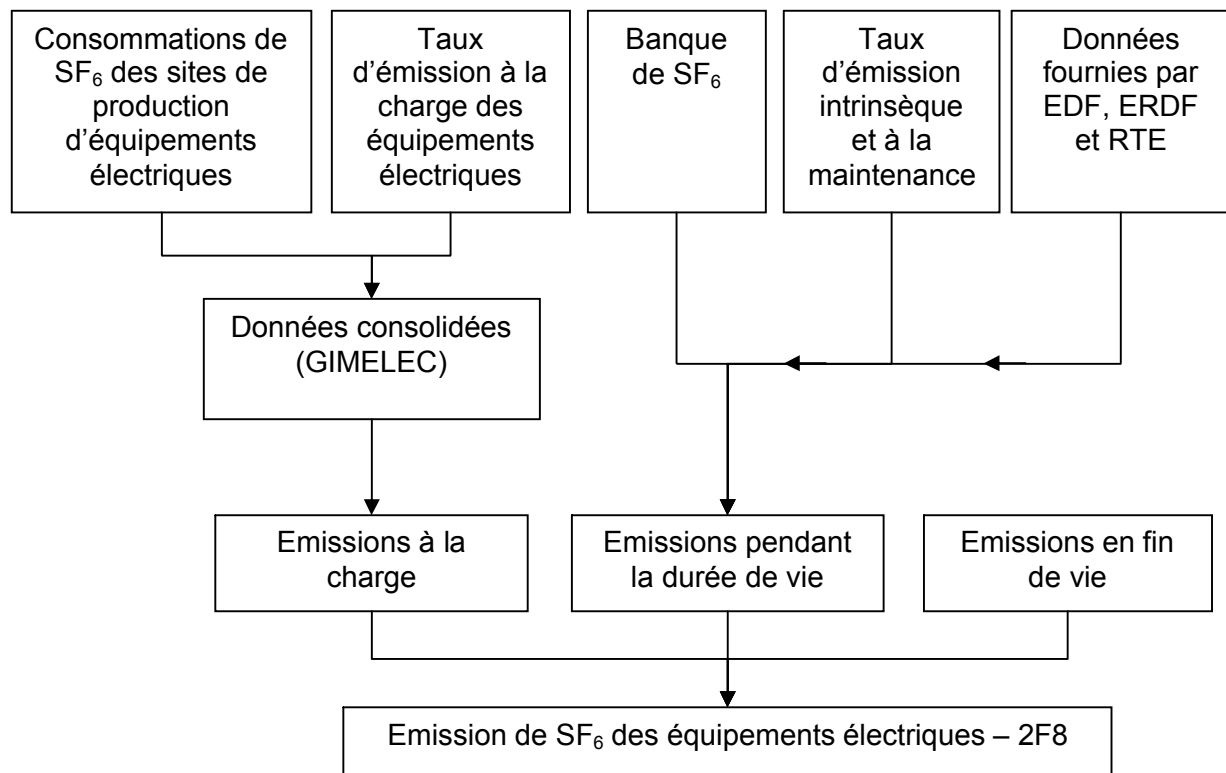 Consommations de
SF6 des sites de
production
d'équipements
électriques
Taux
d'émission à la
charge des
équipements
électriques
Banque
de SF6
Taux
d'émission
intrinsèque
et à la
maintenance
Données
fournies par
EDF, ERDF
et RTE
Données consolidées
(GIMELEC)
Emissions à la
charge
Emissions pendant
la durée de vie
Emissions en fin
de vie
Emission de SF6 des équipements électriques – 2F8